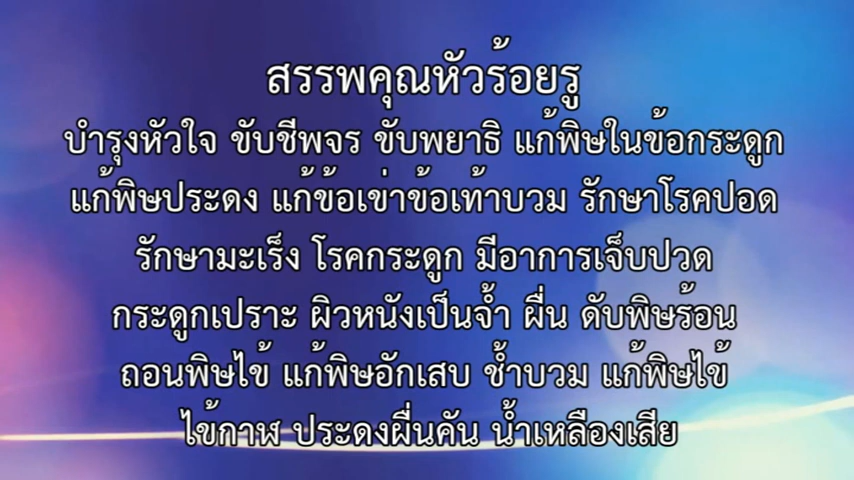 สรรพคุณหัวร้อยรู
บำรุงหัวใจ ขับชีพจร ขับพยาธิ แก้พิษในข้อกระดูก
แก้พิษประดง แก้ข้อเข่าข้อเท้าบวม รักษาโรคปอด
รักษามะเร็ง โรคกระดูก มีอาการเจ็บปวด
กระดูกเปราะ ผิวหนังเป็นจ้ำ ผื่น ดับพิษร้อน
ถอนพิษไข้ แก้พิษอักเสบ ช้ำบวม แก้พิษไข้
ไข้กาฬ ประดงผื่นคัน น้ำเหลืองเสีย